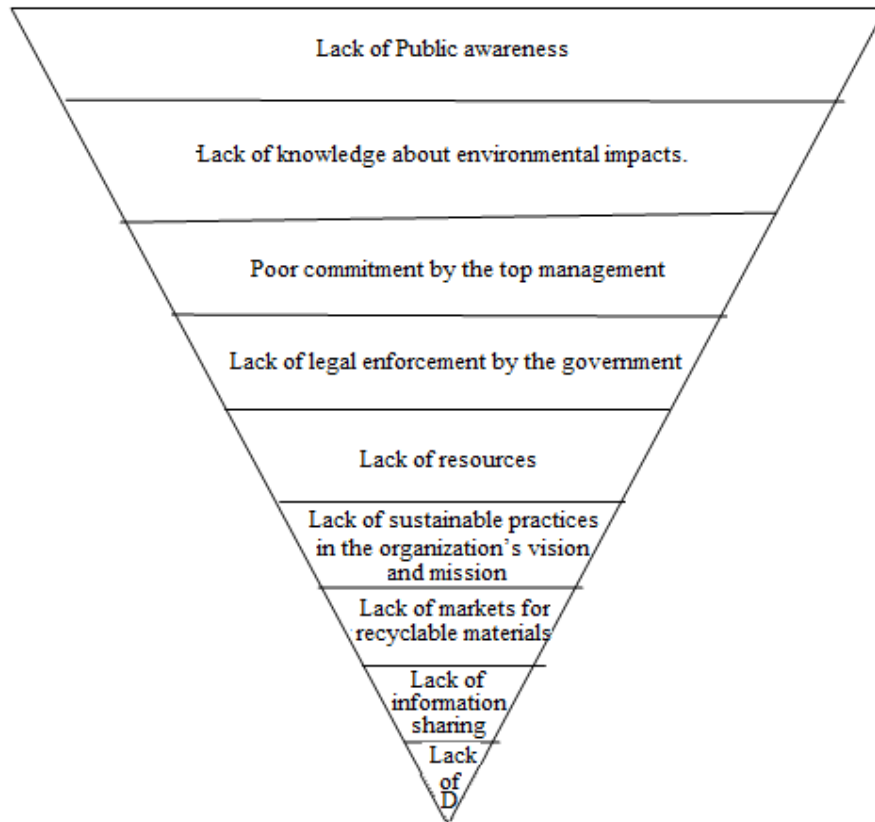 Lack of Public awareness
Lack of knowledge about environmental impacts.
Poor commitment by the top management
Lack of legal enforcement by the government
Lack of resources
Lack of sustainable practices
in the organization’s vision
and mission
Lack of markets for
recyclable materials
Lack of
information
sharing
Lack
of
D